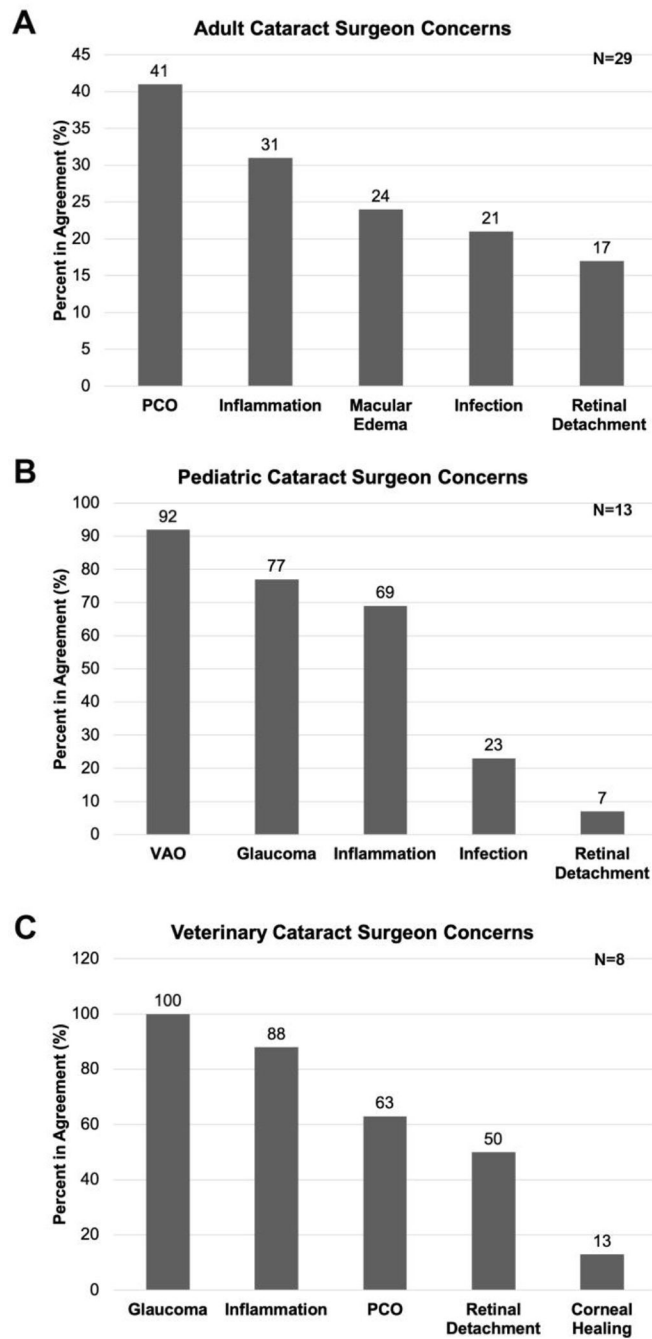 A
Adult Cataract Surgeon Concerns
N=29
Percent in Agreement (%)
45
40
35
30
25
20
15
10
5
0
41
31
24
21
17
PCO
Inflammation
Macular
Edema
Infection
Retinal
Detachment
B
Pediatric Cataract Surgeon Concerns
N=13
Percent in Agreement (%)
100
90
80
70
60
50
40
30
20
10
0
92
77
69
23
7
VAO
Glaucoma
Inflammation
Infection
Retinal
Detachment
C
Veterinary Cataract Surgeon Concerns
N=8
Percent in Agreement (%)
120
100
80
60
40
20
0
100
88
63
50
13
Glaucoma
Inflammation
PCO
Retinal
Detachment
Corneal
Healing